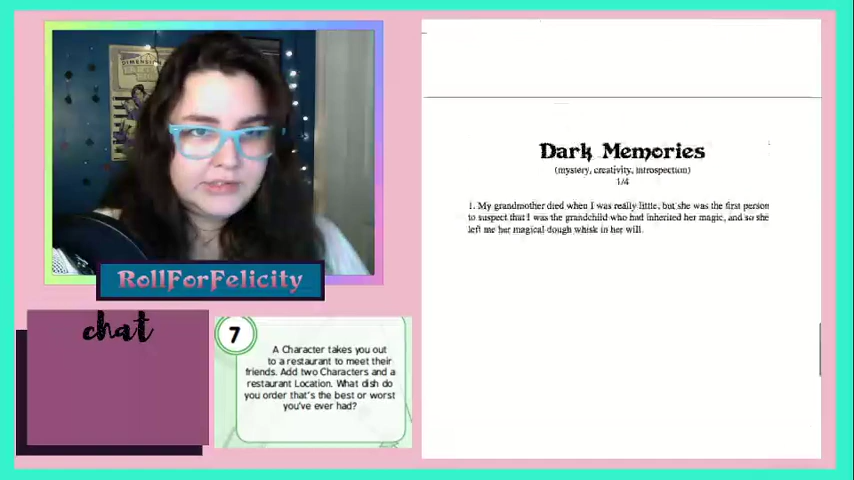 DIMENSION
RollForFelicity
chat
7
A Character takes you out
to a restaurant to meet their
friends. Add two Characters and a
restaurant Location. What dish do
you order that's the best or worst
you've ever had?
Dark Memories
(mystery, creativity, introspection)
1/4
1. My grandmother died when I was really little, but she was the first person
to suspect that I was the grandchild who had inherited her magic, and so she
left me her magical dough whisk in her will.